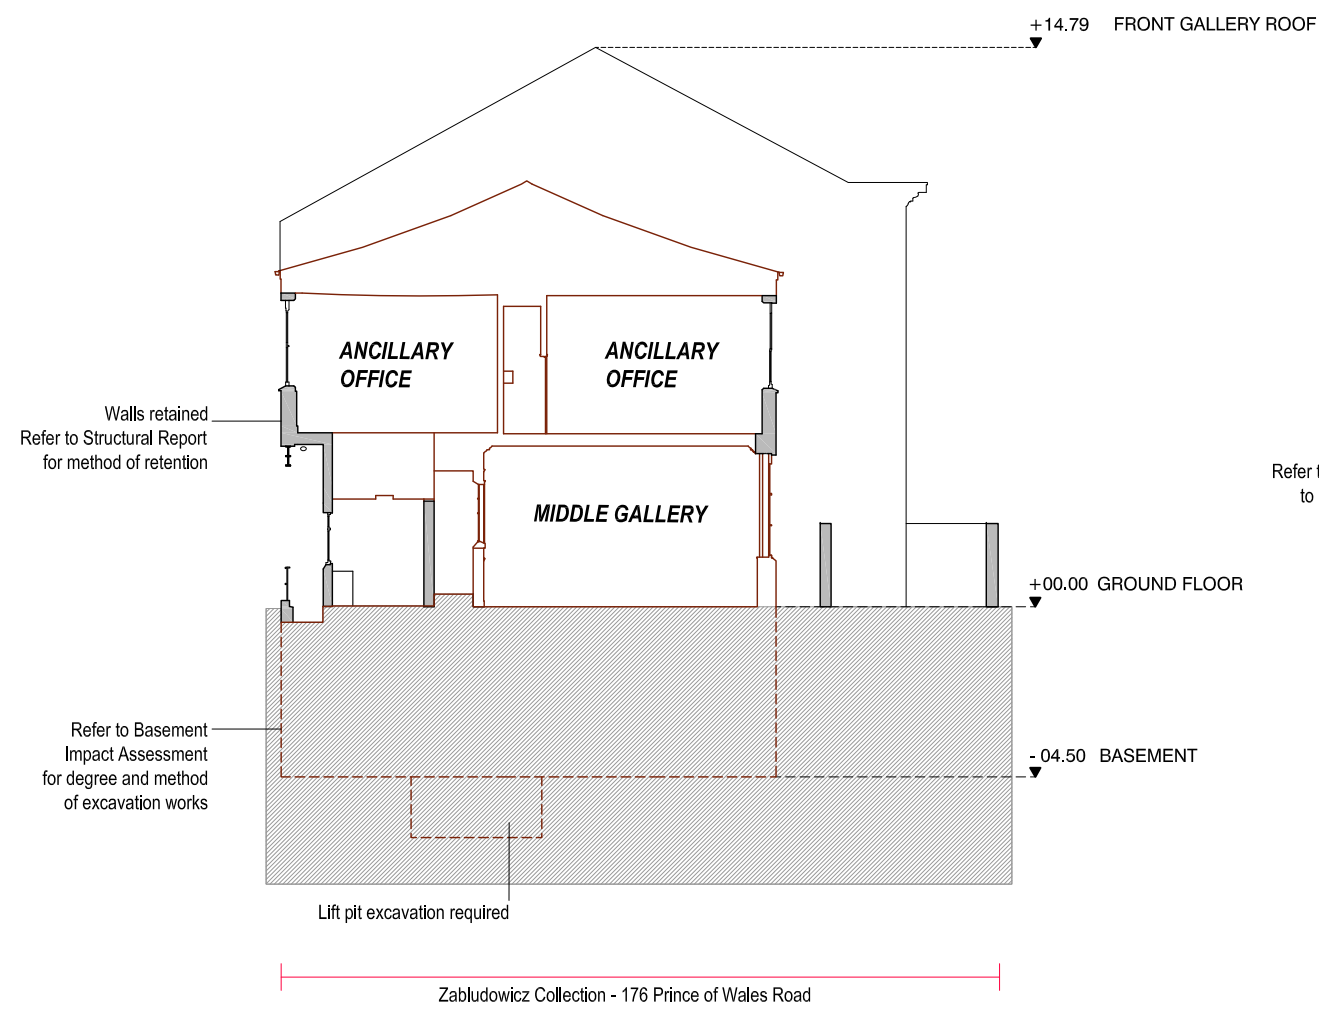 +14.79 FRONT GALLERY ROOF
ANCILLARY
OFFICE
ANCILLARY
OFFICE
Walls retained
Refer to Structural Report
for method of retention
MIDDLE GALLERY
Refer t
to
+00.00 GROUND FLOOR
Refer to Basement
Impact Assessment
for degree and method
of excavation works
- 04.50 BASEMENT
Lift pit excavation required
Zabludowicz Collection - 176 Prince of Wales Road